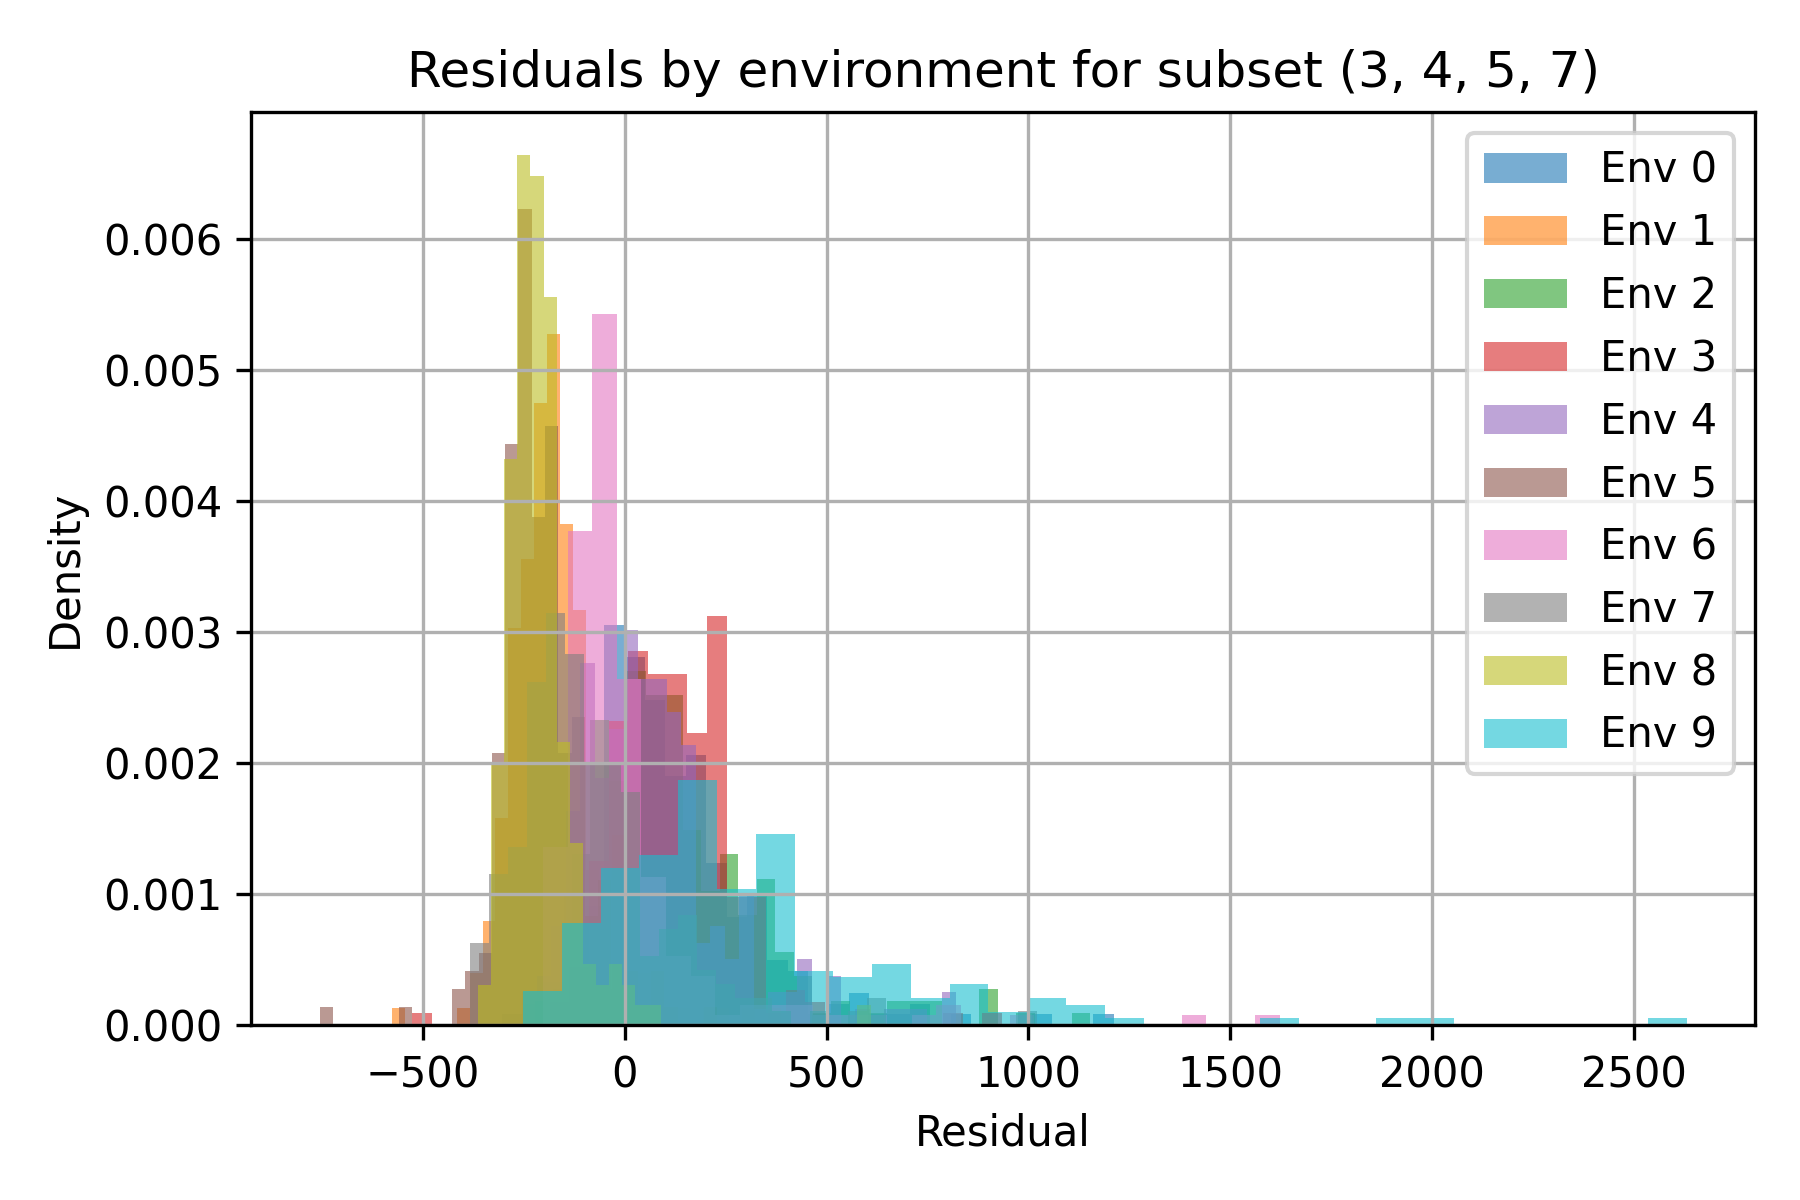 Residuals by environment for subset (3, 4, 5, 7)
Density
0.006
0.005
0.004
0.003
0.002
0.001
0.000
−500
0
500
1000
1500
2000
2500
Residual
Env 0
Env 1
Env 2
Env 3
Env 4
Env 5
Env 6
Env 7
Env 8
Env 9